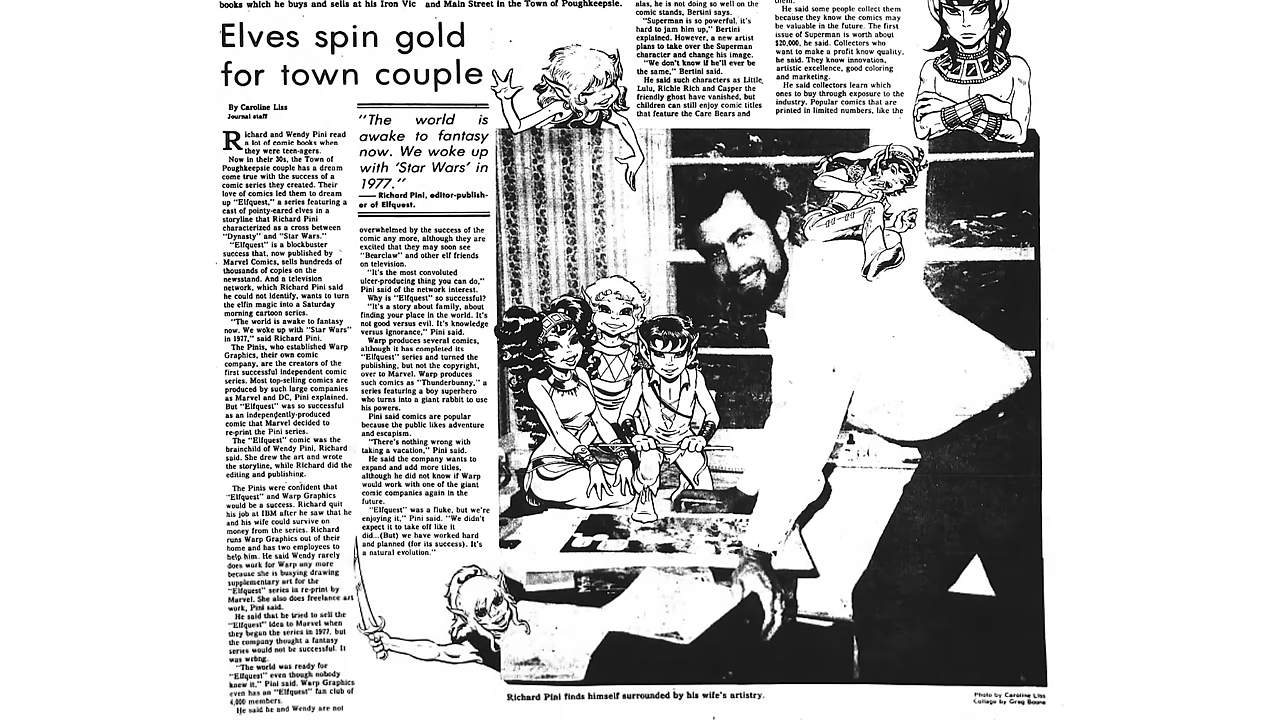 books which he buys and sells at his Iron Vic
and Main Street in the Town of Poughkeepsie.
Elves spin gold
for town couple
By Caroline Liss
Journal staff
Richard and Wendy Pini read
a lot of comic books when
they were teen-agers.
Now in their 30s, the Town of
Poughkeepsie couple has a dream
come true with the success of a
comic series they created. Their
love of comics led them to dream
up "Elfquest," a series featuring a
cast of pointy-eared elves in a
storyline that Richard Pini
characterized as a cross between
"Dynasty" and "Star Wars."
"Elfquest" is a blockbuster
success that, now published by
Marvel Comics, sells hundreds of
thousands of copies on the
newsstand. And a television
network, which Richard Pini said
he could not identify, wants to turn
the elfin magic into a Saturday
morning cartoon series.
"The world is awake to fantasy
now. We woke up with "Star Wars"
in 1977," said Richard Pini.
The Pinis, who established Warp
Graphics, their own comic
company, are the creators of the
first successful independent comic
series. Most top-selling comics are
produced by such large companies
as Marvel and DC, Pini explained.
But "Elfquest" was so successful
as an independently-produced
comic that Marvel decided to
re-print the Pini series.
The "Elfquest" comic was the
brainchild of Wendy Pini, Richard
said. She drew the art and wrote
the storyline, while Richard did the
editing and publishing.
The Pinis were confident that
"Elfquest" and Warp Graphics
would be a success. Richard quit
his job at IBM after he saw that he
and his wife could survive on
money from the series. Richard
runs Warp Graphics out of their
home and has two employees to
help him. He said Wendy rarely
does work for Warp any more
because she is busying drawing
supplementary art for the
"Elfquest" series in re-print by
Marvel. She also does freelance art
work, Pini said.
He said that he tried to sell the
"Elfquest" idea to Marvel when
they began the series in 1977, but
the company thought a fantasy
series would not be successful. It
was wrong.
"The world was ready for
"Elfquest" even though nobody
knew it," Pini said. Warp Graphics
even has an "Elfquest" fan club of
4,000 members.
He said he and Wendy are not
"The world is
awake to fantasy
now. We woke up
with 'Star Wars' in
1977."
— Richard Pini, editor-publish-
er of Elfquest.
overwhelmed by the success of the
comic any more, although they are
excited that they may soon see
"Bearclaw" and other elf friends
on television.
"It's the most convoluted
ulcer-producing thing you can do,"
Pini said of the network interest.
Why is "Elfquest" so successful?
"It's a story about family, about
finding your place in the world. It's
not good versus evil. It's knowledge
versus ignorance," Pini said.
Warp produces several comics,
although it has completed its
"Elfquest" series and turned the
publishing, but not the copyright,
over to Marvel. Warp produces
such comics as "Thunderbunny," a
series featuring a boy superhero
who turns into a giant rabbit to use
his powers.
Pini said comics are popular
because the public likes adventure
and escapism.
"There's nothing wrong with
taking a vacation," Pini said.
He said the company wants to
expand and add more titles,
although he did not know if Warp
would work with one of the giant
comic companies again in the
future.
"Elfquest" was a fluke, but we're
enjoying it," Pini said. "We didn't
expect it to take off like it
did...(But) we have worked hard
and planned (for its success). It's
a natural evolution."
alas, he is not doing so well on the
comic stands, Bertini says.
"Superman is so powerful, it's
hard to jam him up," Bertini
explained. However, a new artist
plans to take over the Superman
character and change his image.
"We don't know if he'll ever be
the same," Bertini said.
He said such characters as Little
Lulu, Richie Rich and Casper the
friendly ghost have vanished, but
children can still enjoy comic titles
that feature the Care Bears and
them.
He said some people collect them
because they know the comics may
be valuable in the future. The first
issue of Superman is worth about
$20,000, he said. Collectors who
want to make a profit know quality,
he said. They know innovation,
artistic excellence, good coloring
and marketing.
He said collectors learn which
ones to buy through exposure to the
industry. Popular comics that are
printed in limited numbers, like the
Richard Pini finds himself surrounded by his wife's artistry.
Photo by Caroline Liss
Collage by Greg Boone